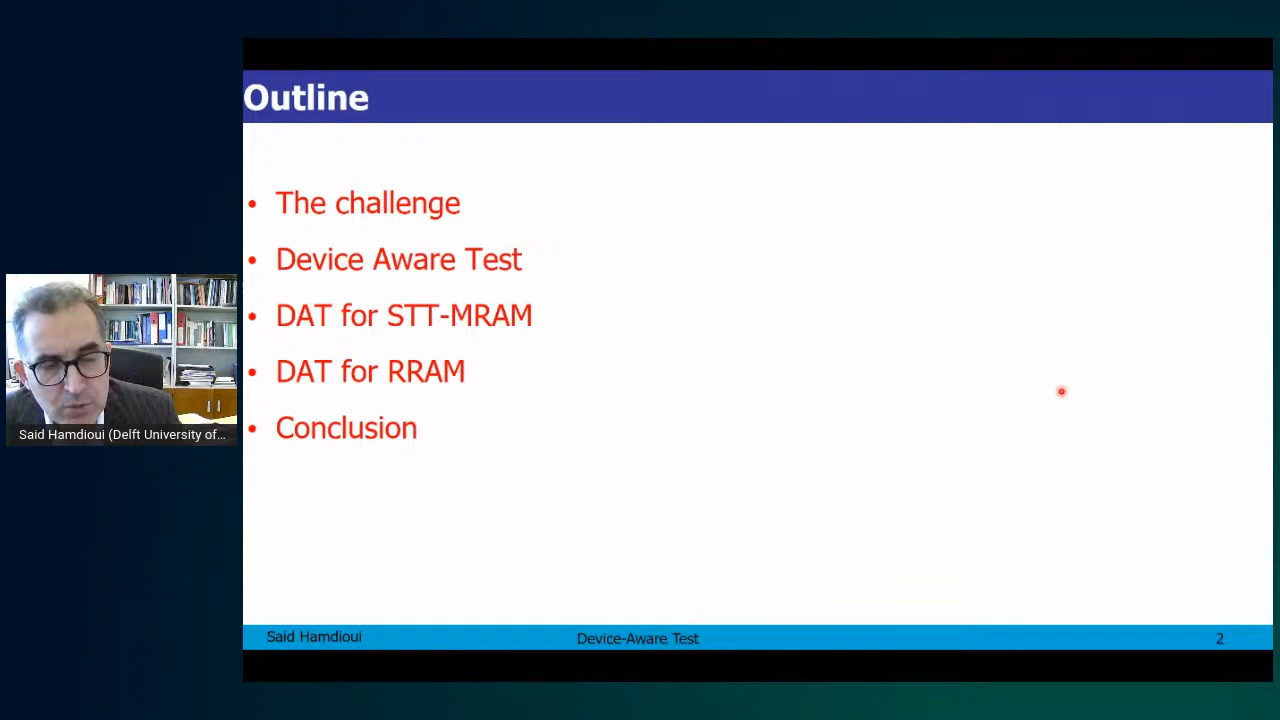 Outline
• The challenge
• Device Aware Test
• DAT for STT-MRAM
• DAT for RRAM
• Conclusion
Said Hamdioui (Delft University of...
Said Hamdioui
Device-Aware Test
2